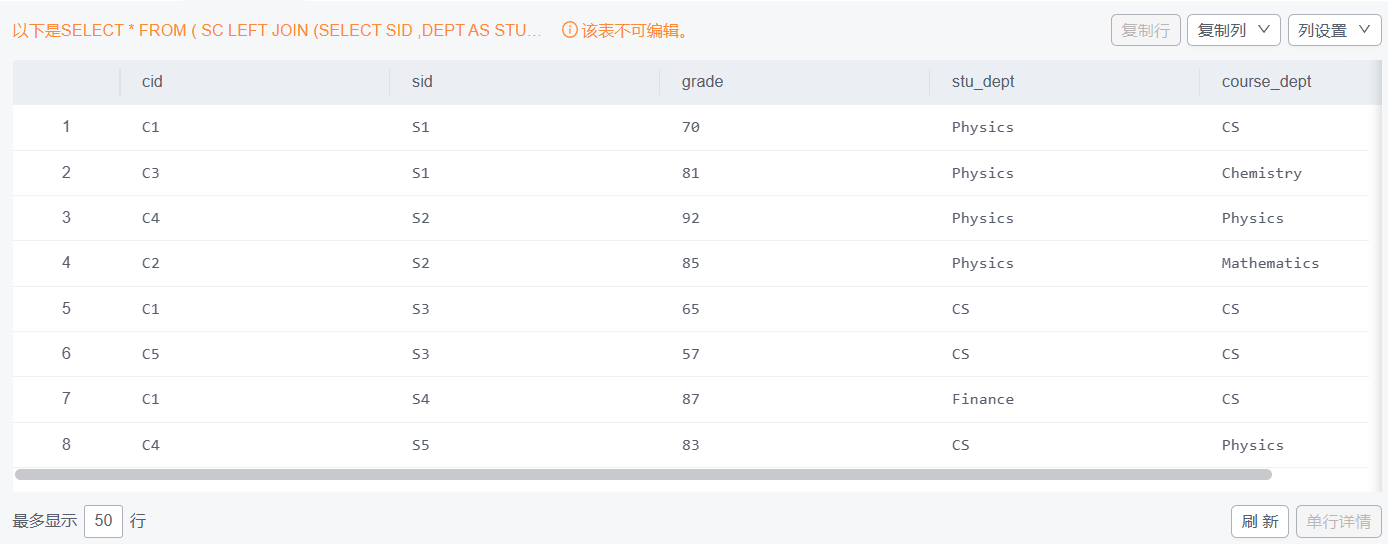 以下是SELECT * FROM ( SC LEFT JOIN (SELECT SID ,DEPT AS STU... 该表不可编辑。 复制行 复制列 列设置
cid sid grade stu_dept course_dept
1 C1 S1 70 Physics CS
2 C3 S1 81 Physics Chemistry
3 C4 S2 92 Physics Physics
4 C2 S2 85 Physics Mathematics
5 C1 S3 65 CS CS
6 C5 S3 57 CS CS
7 C1 S4 87 Finance CS
8 C4 S5 83 CS Physics
最多显示 50 行 刷 新 单行详情